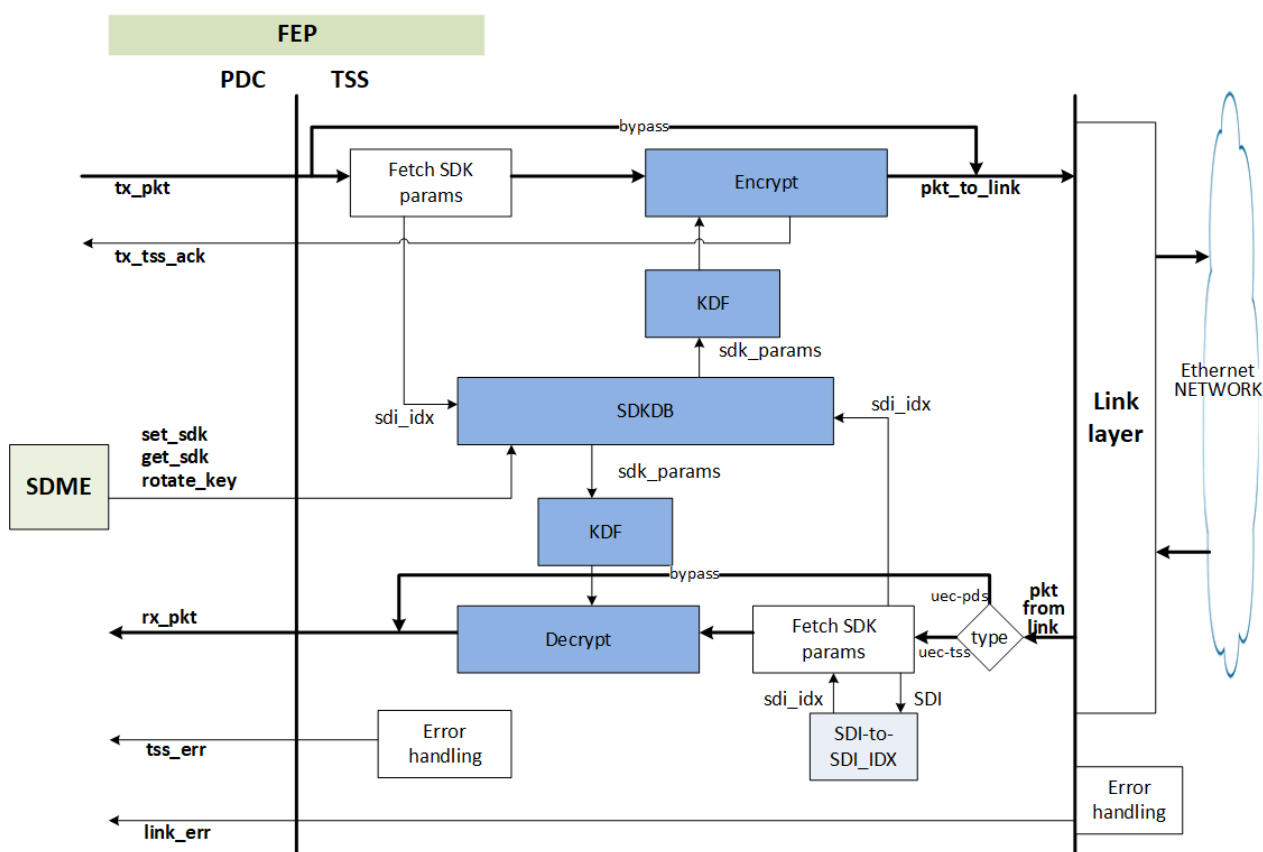 FEP
PDC
TSS
bypass
Fetch SDK
params
Encrypt
tx_pkt
pkt_to_link
tx_tss_ack
KDF
sdk_params
sdi_idx
SDKDB
sdi_idx
Ethernet
NETWORK
Link
layer
set_sdk
get_sdk
rotate_key
SDME
sdk_params
KDF
bypass
uec-pds
pkt
from
link
rx_pkt
Decrypt
Fetch SDK
params
uec-tss
type
sdi_idx
SDI
SDI-to-
SDI_IDX
Error
handling
tss_err
Error
handling
link_err